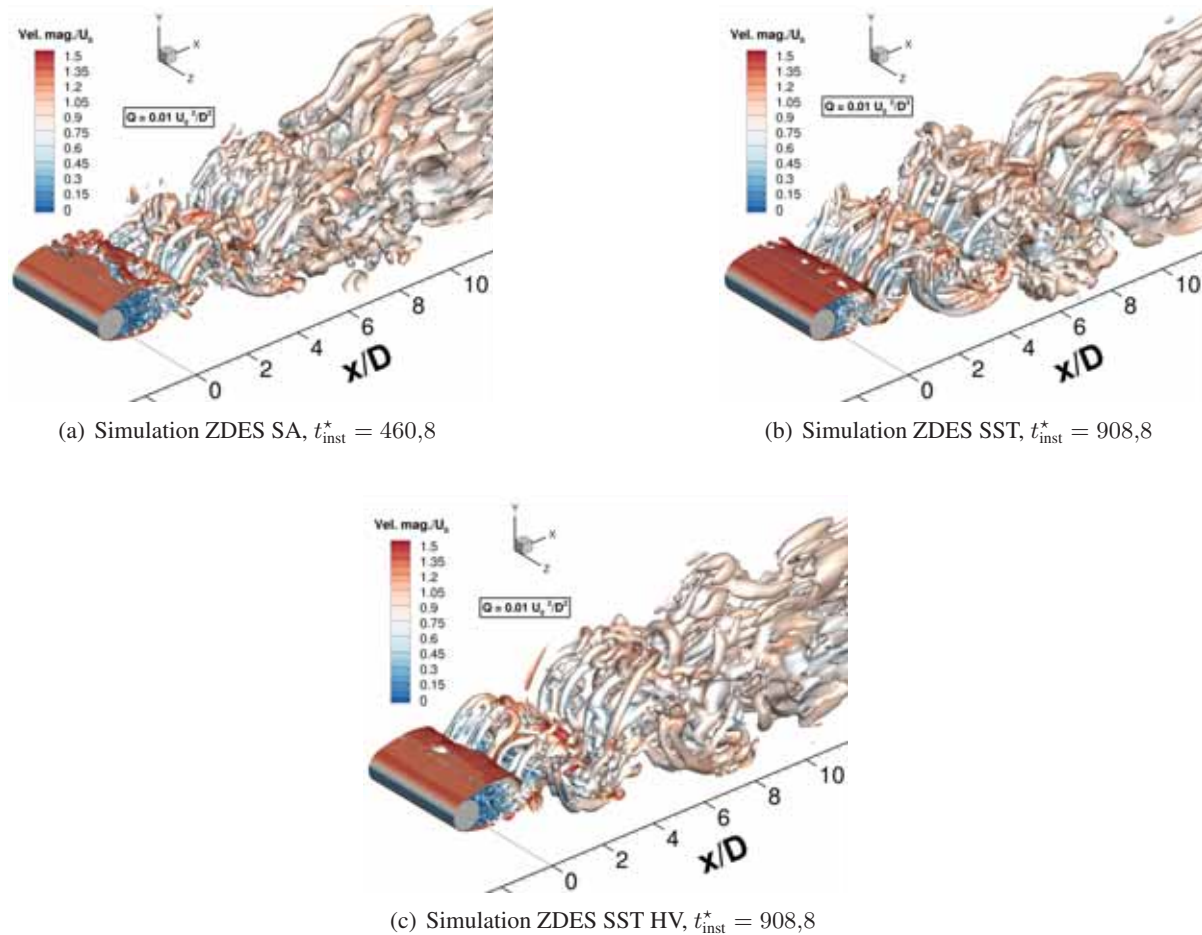 Vel. mag./U₀
1.5
1.35
1.2
1.05
0.9
0.75
0.6
0.45
0.3
0.15
0
Y
X
Z
Q = 0.01 U₀²/D²
0
2
4
6
8
10
x/D
(a) Simulation ZDES SA, t*inst = 460,8
Vel. mag./U₀
1.5
1.35
1.2
1.05
0.9
0.75
0.6
0.45
0.3
0.15
0
Y
X
Z
Q = 0.01 U₀²/D²
0
2
4
6
8
10
x/D
(b) Simulation ZDES SST, t*inst = 908,8
Vel. mag./U₀
1.5
1.35
1.2
1.05
0.9
0.75
0.6
0.45
0.3
0.15
0
Y
X
Z
Q = 0.01 U₀²/D²
0
2
4
6
8
10
x/D
(c) Simulation ZDES SST HV, t*inst = 908,8